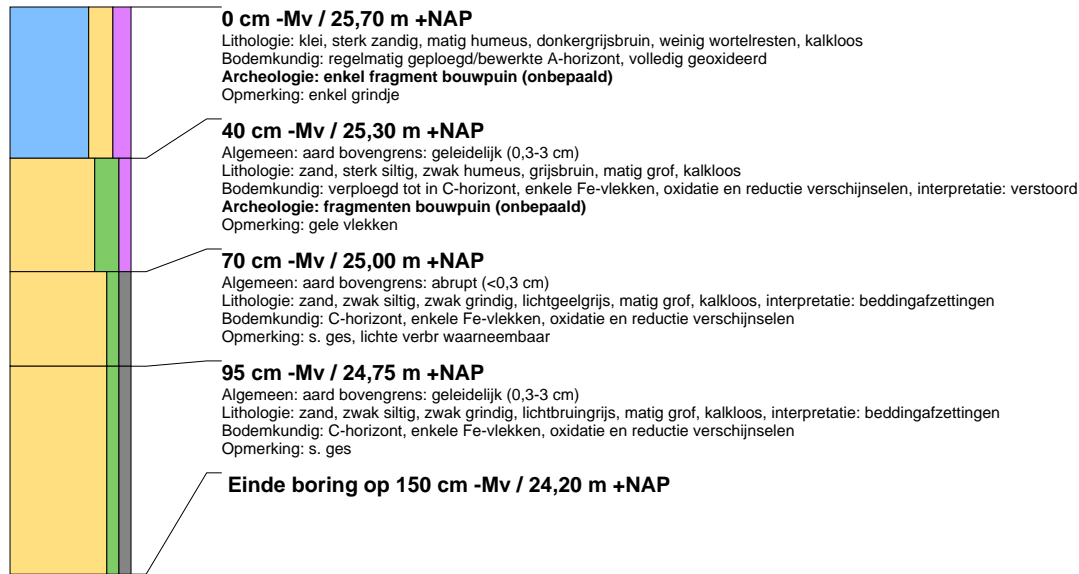 0 cm -Mv / 25,70 m +NAP
Lithologie: klei, sterk zandig, matig humeus, donkergrijsbruin, weinig wortelresten, kalkloos
Bodemkundig: regelmatig geploegd/bewerkte A-horizont, volledig geoxideerd
Archeologie: enkel fragment bouwpuin (onbepaald)
Opmerking: enkel grindje
40 cm -Mv / 25,30 m +NAP
Algemeen: aard bovengrens: geleidelijk (0,3-3 cm)
Lithologie: zand, sterk siltig, zwak humeus, grijsbruin, matig grof, kalkloos
Bodemkundig: verploegd tot in C-horizont, enkele Fe-vlekken, oxidatie en reductie verschijnselen, interpretatie: verstoord
Archeologie: fragmenten bouwpuin (onbepaald)
Opmerking: gele vlekken
70 cm -Mv / 25,00 m +NAP
Algemeen: aard bovengrens: abrupt (<0,3 cm)
Lithologie: zand, zwak siltig, zwak grindig, lichtgeelgrijs, matig grof, kalkloos, interpretatie: beddingafzettingen
Bodemkundig: C-horizont, enkele Fe-vlekken, oxidatie en reductie verschijnselen
Opmerking: s. ges, lichte verbr waarneembaar
95 cm -Mv / 24,75 m +NAP
Algemeen: aard bovengrens: geleidelijk (0,3-3 cm)
Lithologie: zand, zwak siltig, zwak grindig, lichtbruingrijs, matig grof, kalkloos, interpretatie: beddingafzettingen
Bodemkundig: C-horizont, enkele Fe-vlekken, oxidatie en reductie verschijnselen
Opmerking: s. ges
Einde boring op 150 cm -Mv / 24,20 m +NAP